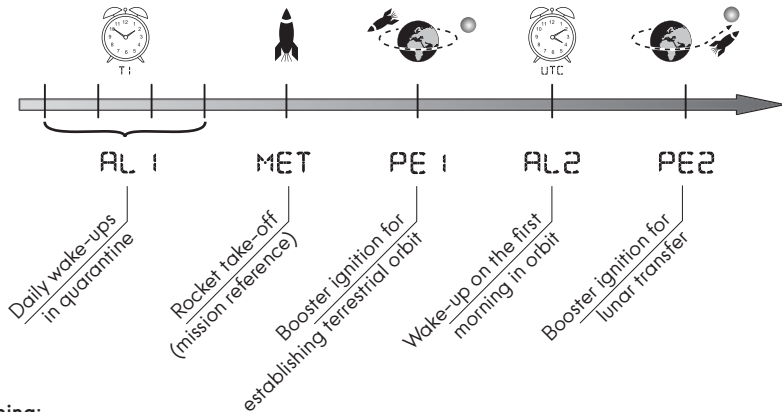 T1
UTC
AL 1
MET
PE 1
AL2
PE2
Daily wake-ups
in quarantine
Rocket take-off
(mission reference)
Booster ignition for
establishing terrestrial orbit
Wake-up on the first
morning in orbit
Booster ignition for
lunar transfer